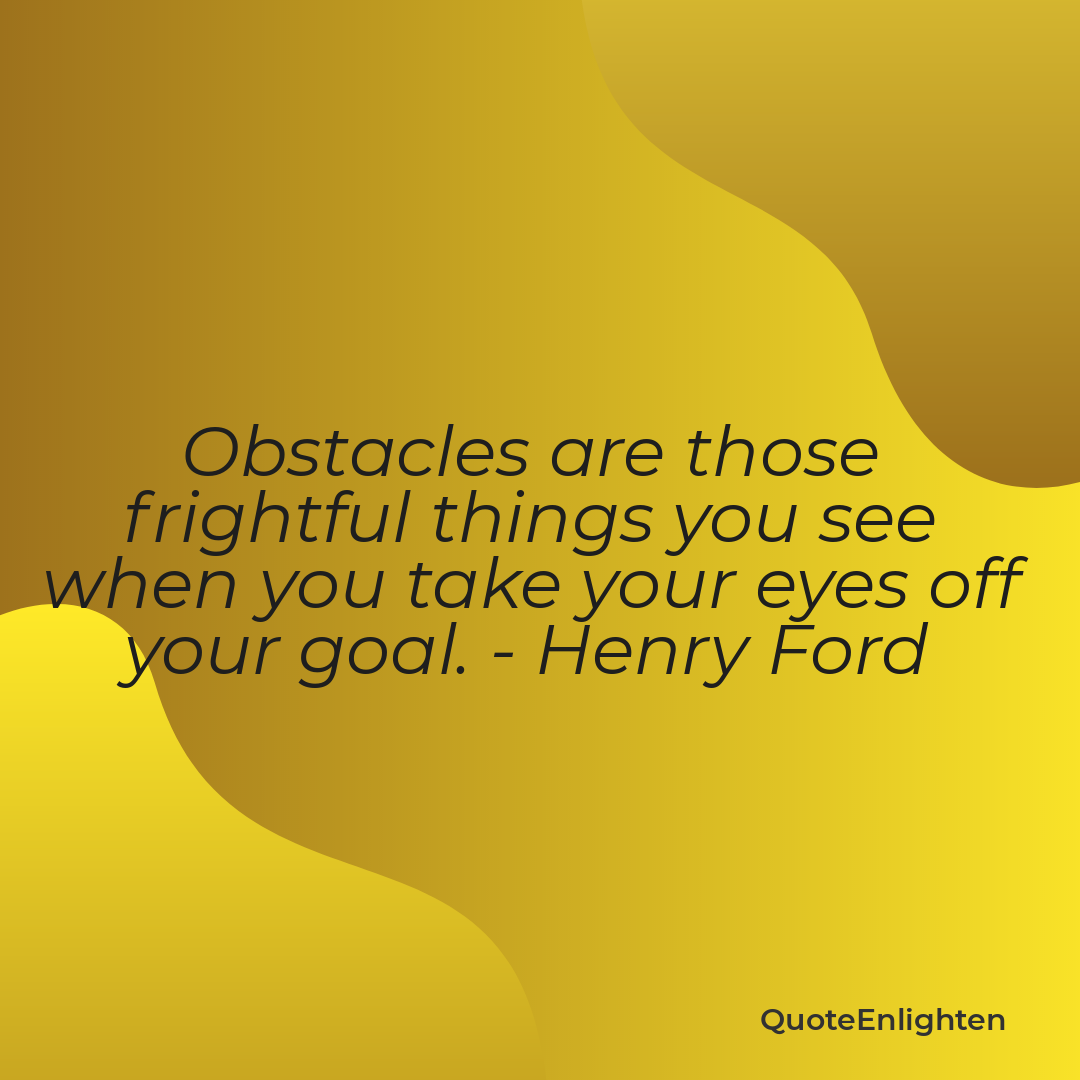 Obstacles are those
frightful things you see
when you take your eyes off
your goal. - Henry Ford
QuoteEnlighten